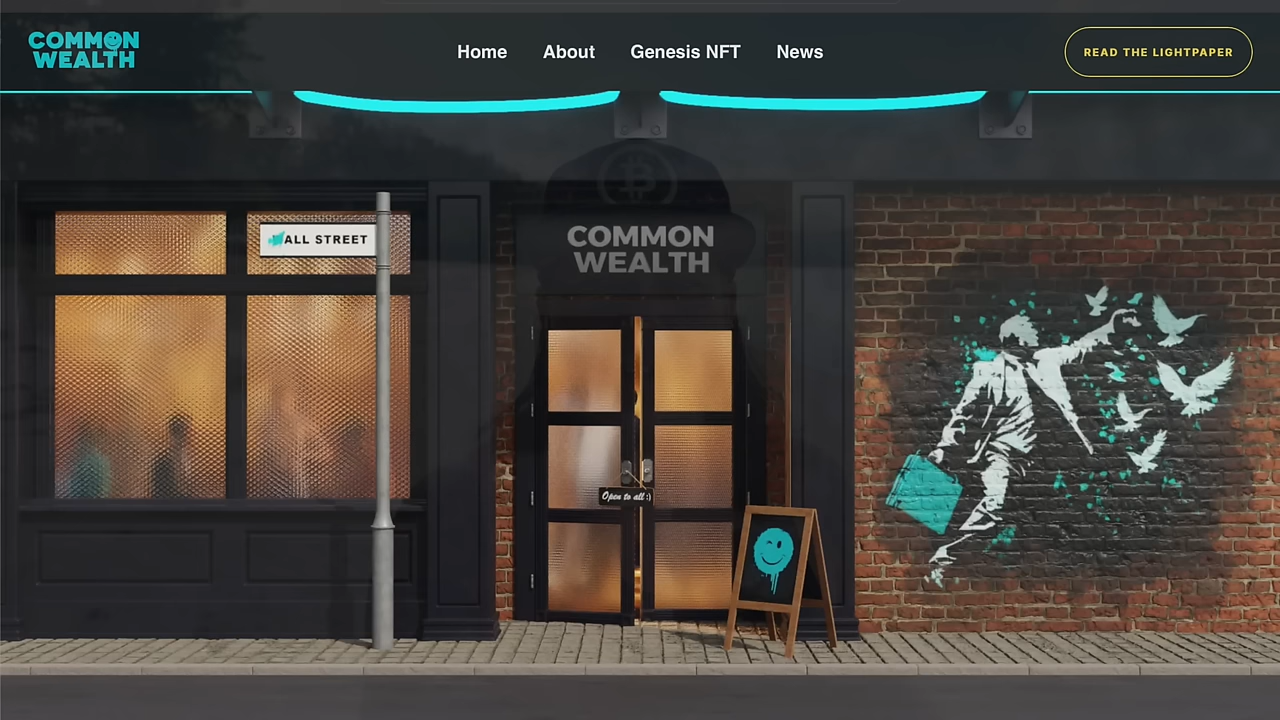 COMMON
WEALTH
Home
About
Genesis NFT
News
READ THE LIGHTPAPER
ALL STREET
COMMON
WEALTH
Open to all :)